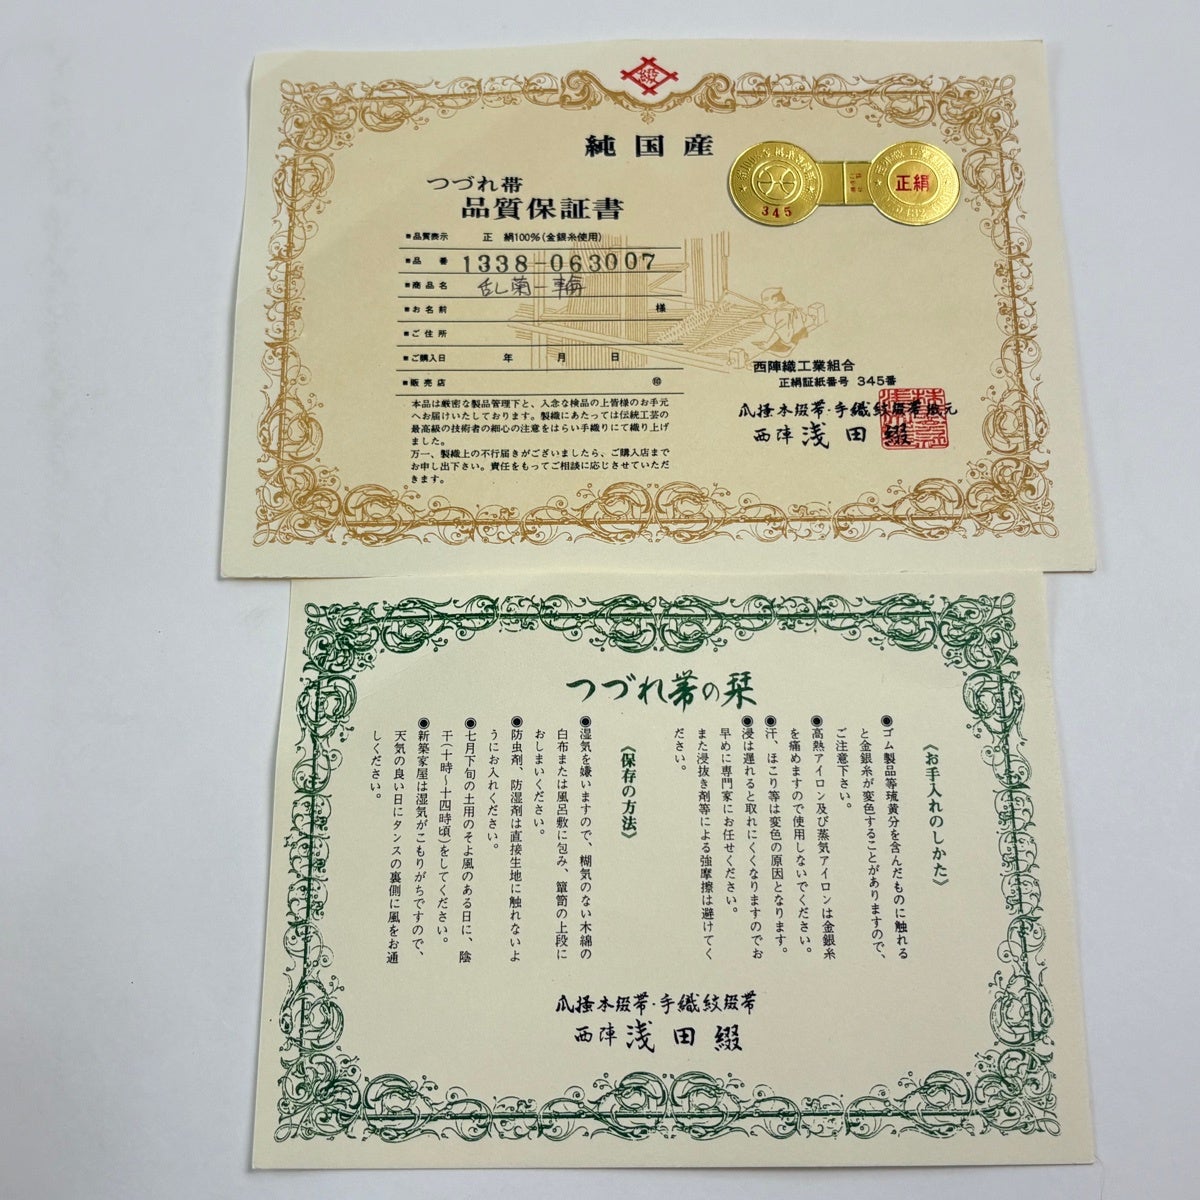 純国産
つづれ帯
品質保証書
■品質表示 正 絹100%(金銀糸使用)
■品 番 1338-063007
■商品名 乱菊一輪
■お名前 様
■ご住所
■ご購入日 年 月 日
■販売店 ㊞
本品は厳密な製品管理下と、入念な検品の上皆様のお手元
へお届けいたしております。製織にあたっては伝統工芸の
最高級の技術者の細心の注意をはらい手織りにて織り上げ
ました。
万一、製織上の不行届きがございましたら、ご購入店まで
お申し出下さい。責任をもってご相談に応じさせていただ
きます。
345
正絹
西陣織工業組合
正絹証紙番号 345番
爪掻本綴帯・手織紋綴帯織元
西陣 浅田綴
つづれ帯の栞
《お手入れのしかた》
●ゴム製品等硫黄分を含んだものに触れる
と金銀糸が変色することがありますので、
ご注意下さい。
●高熱アイロン及び蒸気アイロンは金銀糸
を痛めますので使用しないでください。
●汗、ほこり等は変色の原因となります。
●浸は遅れると取れにくくなりますのでお
早めに専門家にお任せください。
また浸抜き剤等による強摩擦は避けてく
ださい。
《保存の方法》
●湿気を嫌いますので、糊気のない木綿の
白布または風呂敷に包み、箪笥の上段に
おしまいください。
●防虫剤、防湿剤は直接生地に触れないよ
うにお入れください。
●七月下旬の土用のそよ風のある日に、陰
干(十時〜十四時頃)をしてください。
●新築家屋は湿気がこもりがちですので、
天気の良い日にタンスの裏側に風をお通
しください。
爪掻本綴帯・手織紋綴帯
西陣 浅田綴